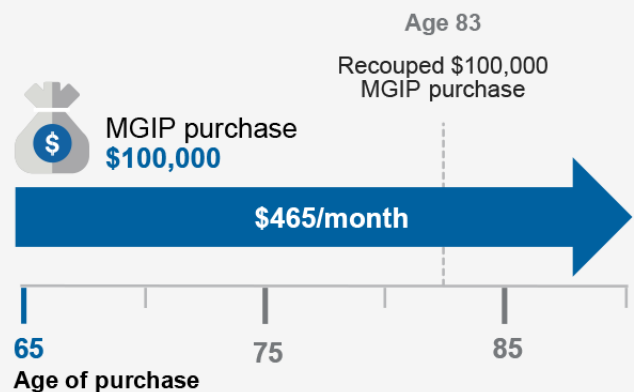 Age 83
Recouped $100,000
MGIP purchase
MGIP purchase
$100,000
$
$465/month
65
75
85
Age of purchase